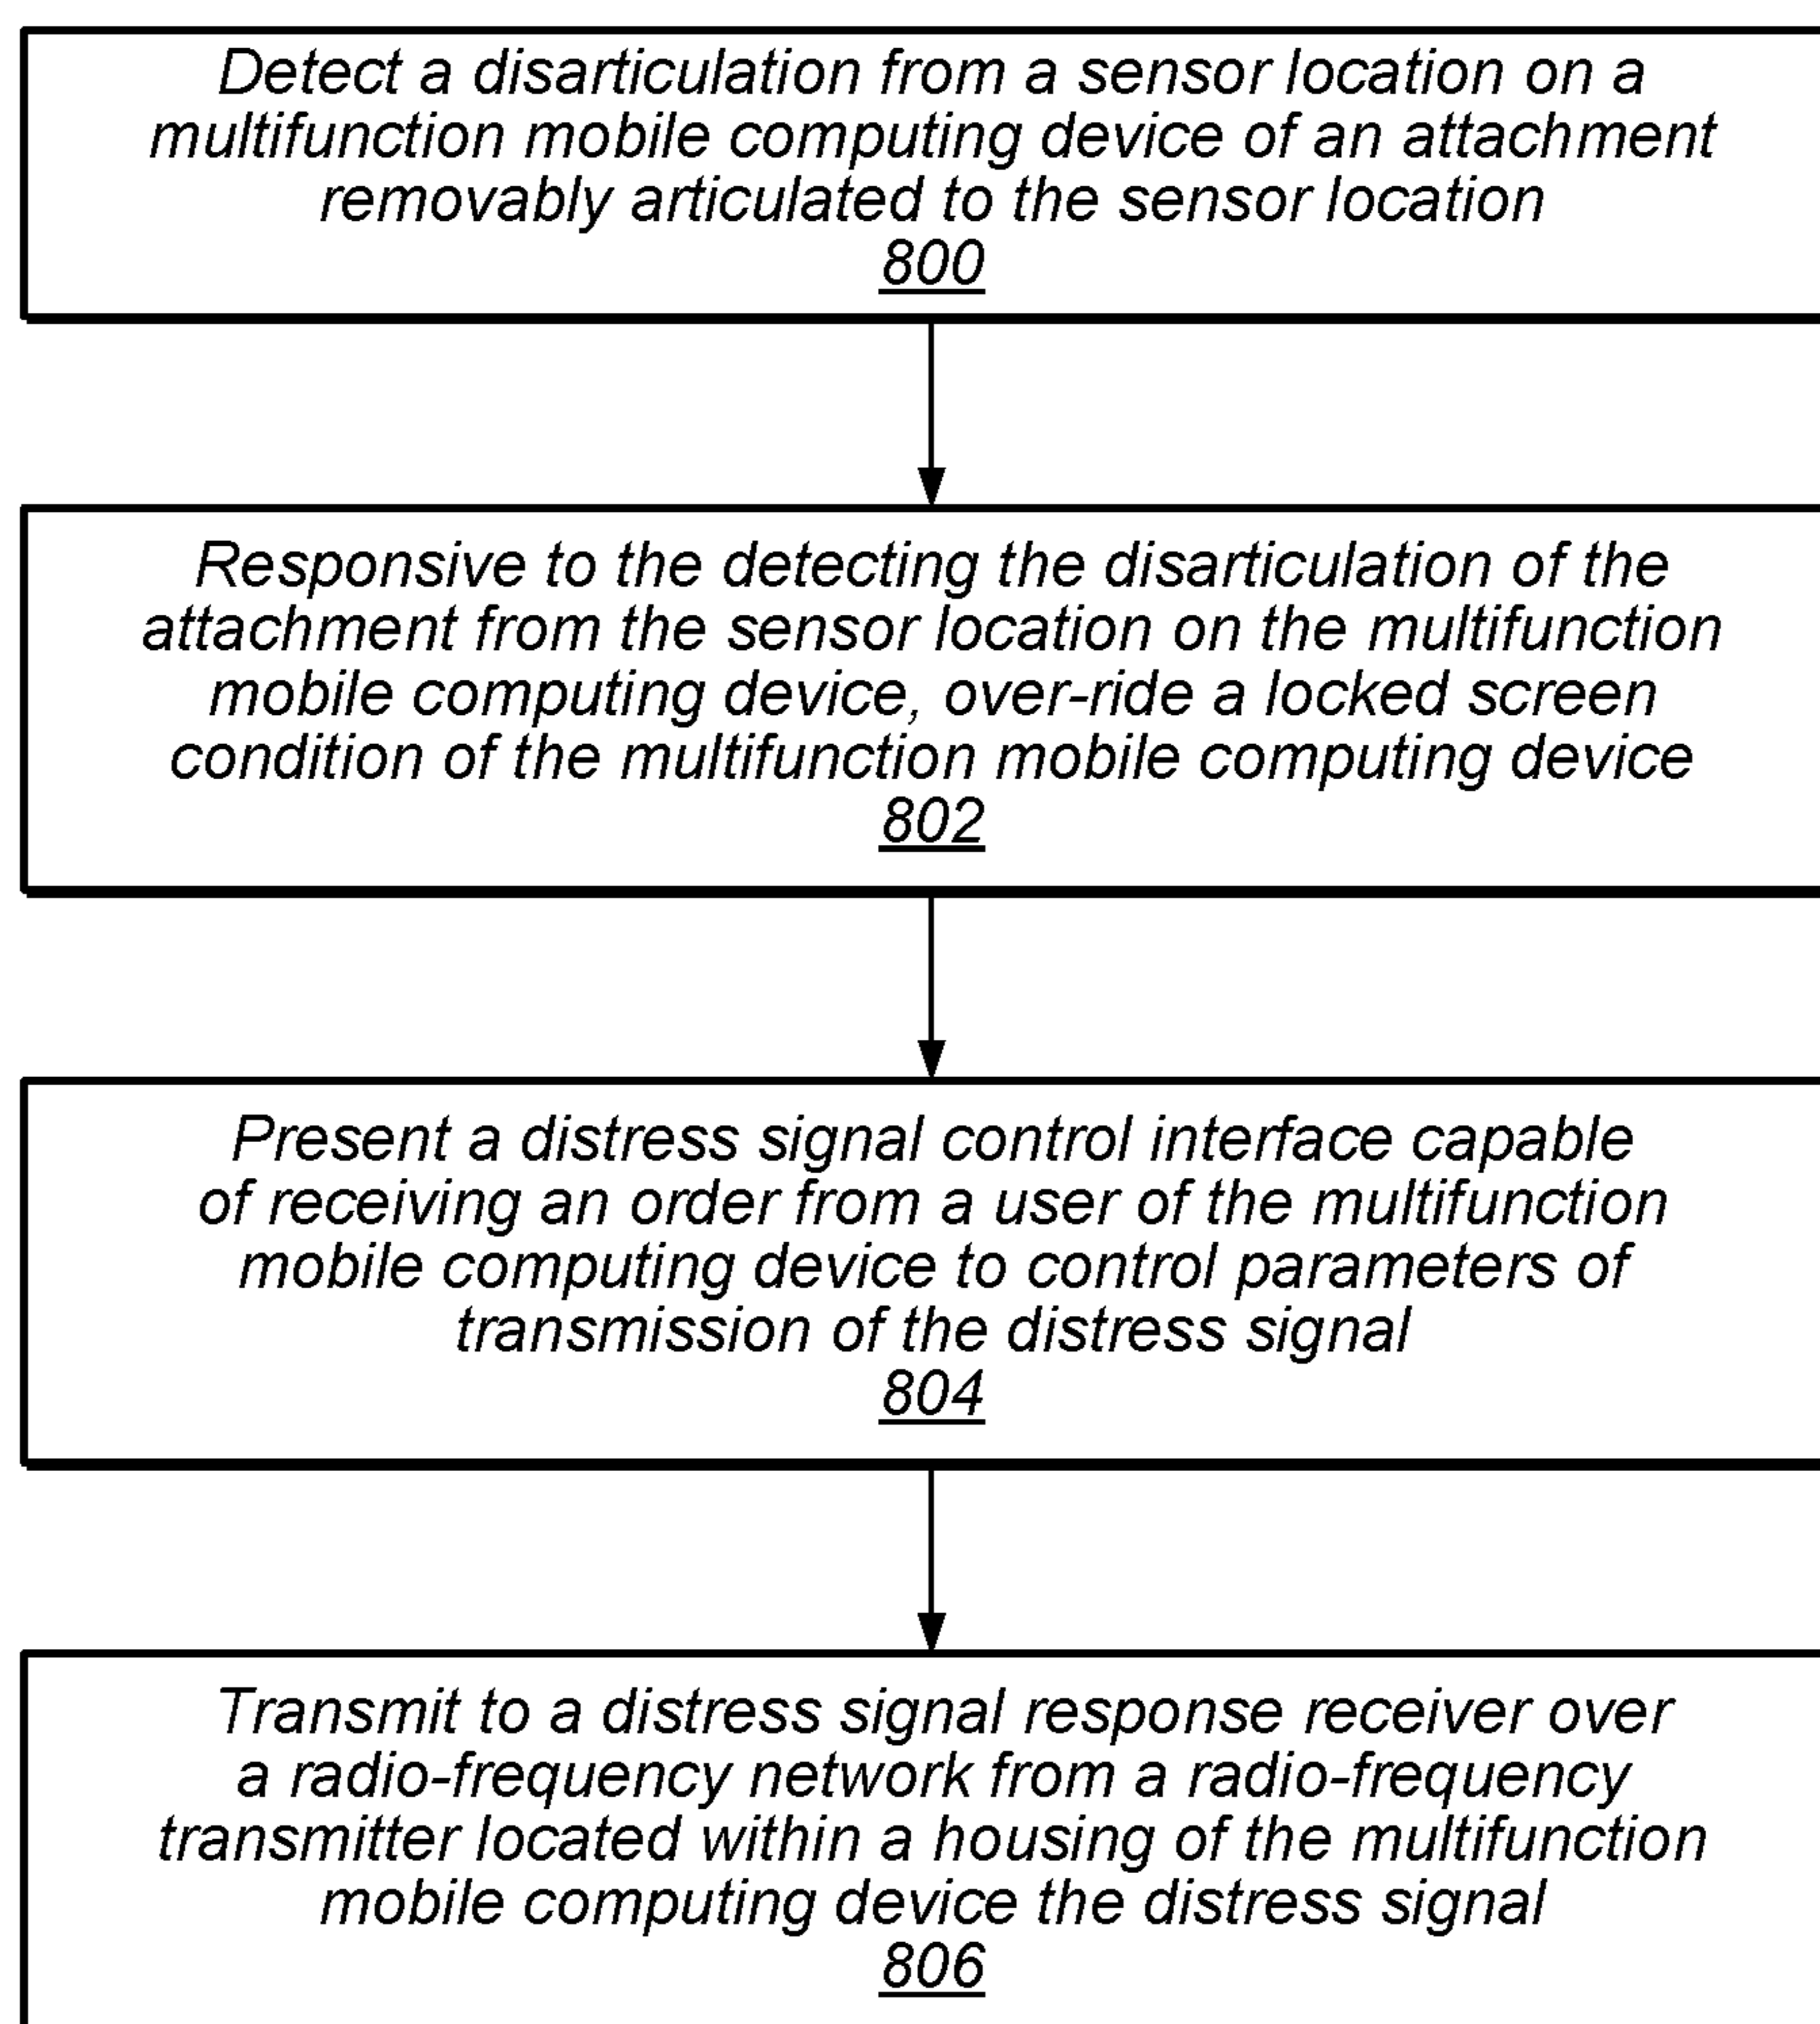 Detect a disarticulation from a sensor location on a
multifunction mobile computing device of an attachment
removably articulated to the sensor location
800
Responsive to the detecting the disarticulation of the
attachment from the sensor location on the multifunction
mobile computing device, over-ride a locked screen
condition of the multifunction mobile computing device
802
Present a distress signal control interface capable
of receiving an order from a user of the multifunction
mobile computing device to control parameters of
transmission of the distress signal
804
Transmit to a distress signal response receiver over
a radio-frequency network from a radio-frequency
transmitter located within a housing of the multifunction
mobile computing device the distress signal
806